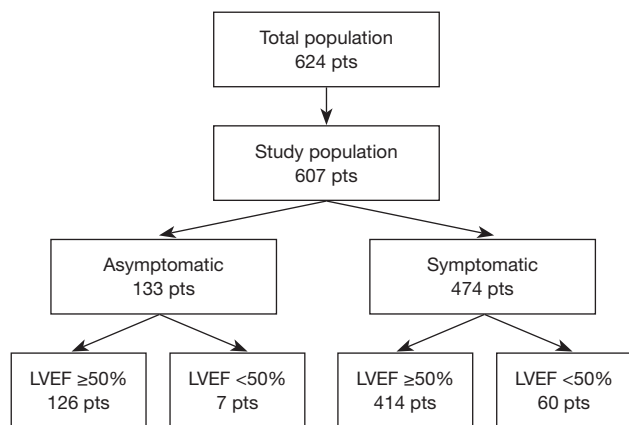 Total population
624 pts
Study population
607 pts
Asymptomatic
133 pts
Symptomatic
474 pts
LVEF ≥50%
126 pts
LVEF <50%
7 pts
LVEF ≥50%
414 pts
LVEF <50%
60 pts